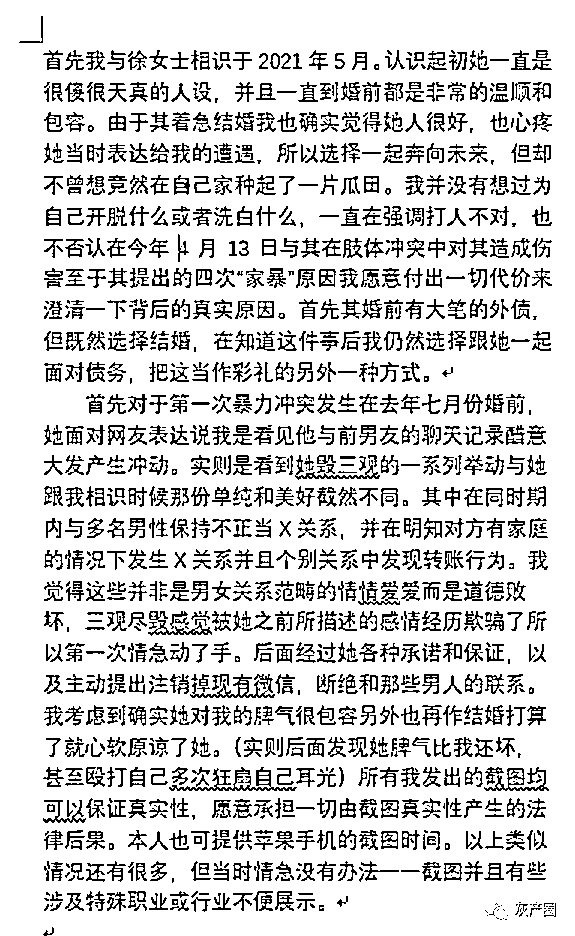 首先我与徐女士相识于 2021 年 5 月。认识起初她一直是
很傻很天真的人设，并且一直到婚前都是非常的温顺和
包容。由于其着急结婚我也确实觉得她人很好，也心疼
她当时表达给我的遭遇，所以选择一起奔向未来，但却
不曾想竟然在自己家种起了一片瓜田。我并没有想过为
自己开脱什么或者洗白什么，一直在强调打人不对，也
不否认在今年 4 月 13 日与其在肢体冲突中对其造成伤
害至于其提出的四次“家暴”原因我愿意付出一切代价来
澄清一下背后的真实原因。首先其婚前有大笔的外债，
但既然选择结婚，在知道这件事后我仍然选择跟她一起
面对债务，把这当作彩礼的另外一种方式。
首先对于第一次暴力冲突发生在去年七月份婚前，
她面对网友表达说我是看见他与前男友的聊天记录醋意
大发产生冲动。实则是看到她毁三观的一系列举动与她
跟我相识时候那份单纯和美好截然不同。其中在同时期
内与多名男性保持不正当 X 关系，并在明知对方有家庭
的情况下发生 X 关系并且个别关系中发现转账行为。我
觉得这些并非是男女关系范畴的情情爱爱而是道德败
坏，三观尽毁感觉被她之前所描述的感情经历欺骗了所
以第一次情急动了手。后面经过她各种承诺和保证，以
及主动提出注销掉现有微信，断绝和那些男人的联系。
我考虑到确实她对我的脾气很包容另外也再作结婚打算
了就心软原谅了她。（实则后面发现她脾气比我还坏，
甚至殴打自己多次狂扇自己耳光）所有我发出的截图均
可以保证真实性，愿意承担一切由截图真实性产生的法
律后果。本人也可提供苹果手机的截图时间。以上类似
情况还有很多，但当时情急没有办法一一截图并且有些
涉及特殊职业或行业不便展示。
灰产圈